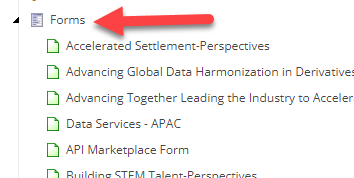 Forms
Accelerated Settlement-Perspectives
Advancing Global Data Harmonization in Derivatives
Advancing Together Leading the Industry to Acceler
Data Services - APAC
API Marketplace Form
Building STEM Talent-Perspectives